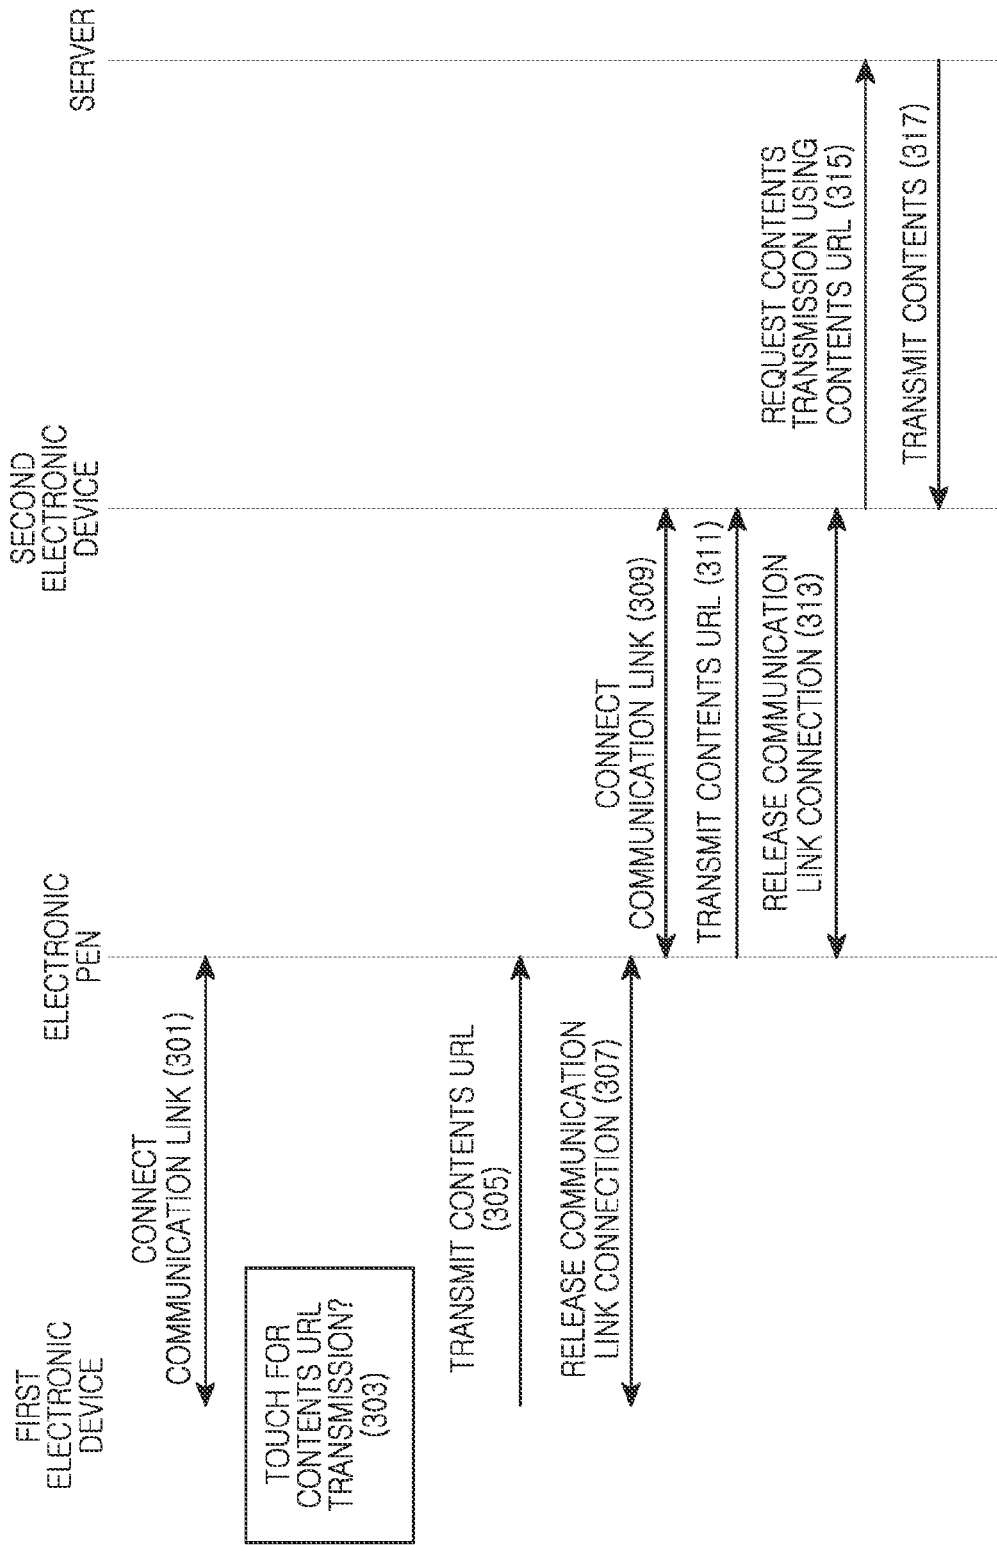 FIRST
ELECTRONIC
DEVICE
ELECTRONIC
PEN
SECOND
ELECTRONIC
DEVICE
SERVER
CONNECT
COMMUNICATION LINK (301)
TOUCH FOR
CONTENTS URL
TRANSMISSION?
(303)
TRANSMIT CONTENTS URL
(305)
RELEASE COMMUNICATION
LINK CONNECTION (307)
CONNECT
COMMUNICATION LINK (309)
TRANSMIT CONTENTS URL (311)
RELEASE COMMUNICATION
LINK CONNECTION (313)
REQUEST CONTENTS
TRANSMISSION USING
CONTENTS URL (315)
TRANSMIT CONTENTS (317)